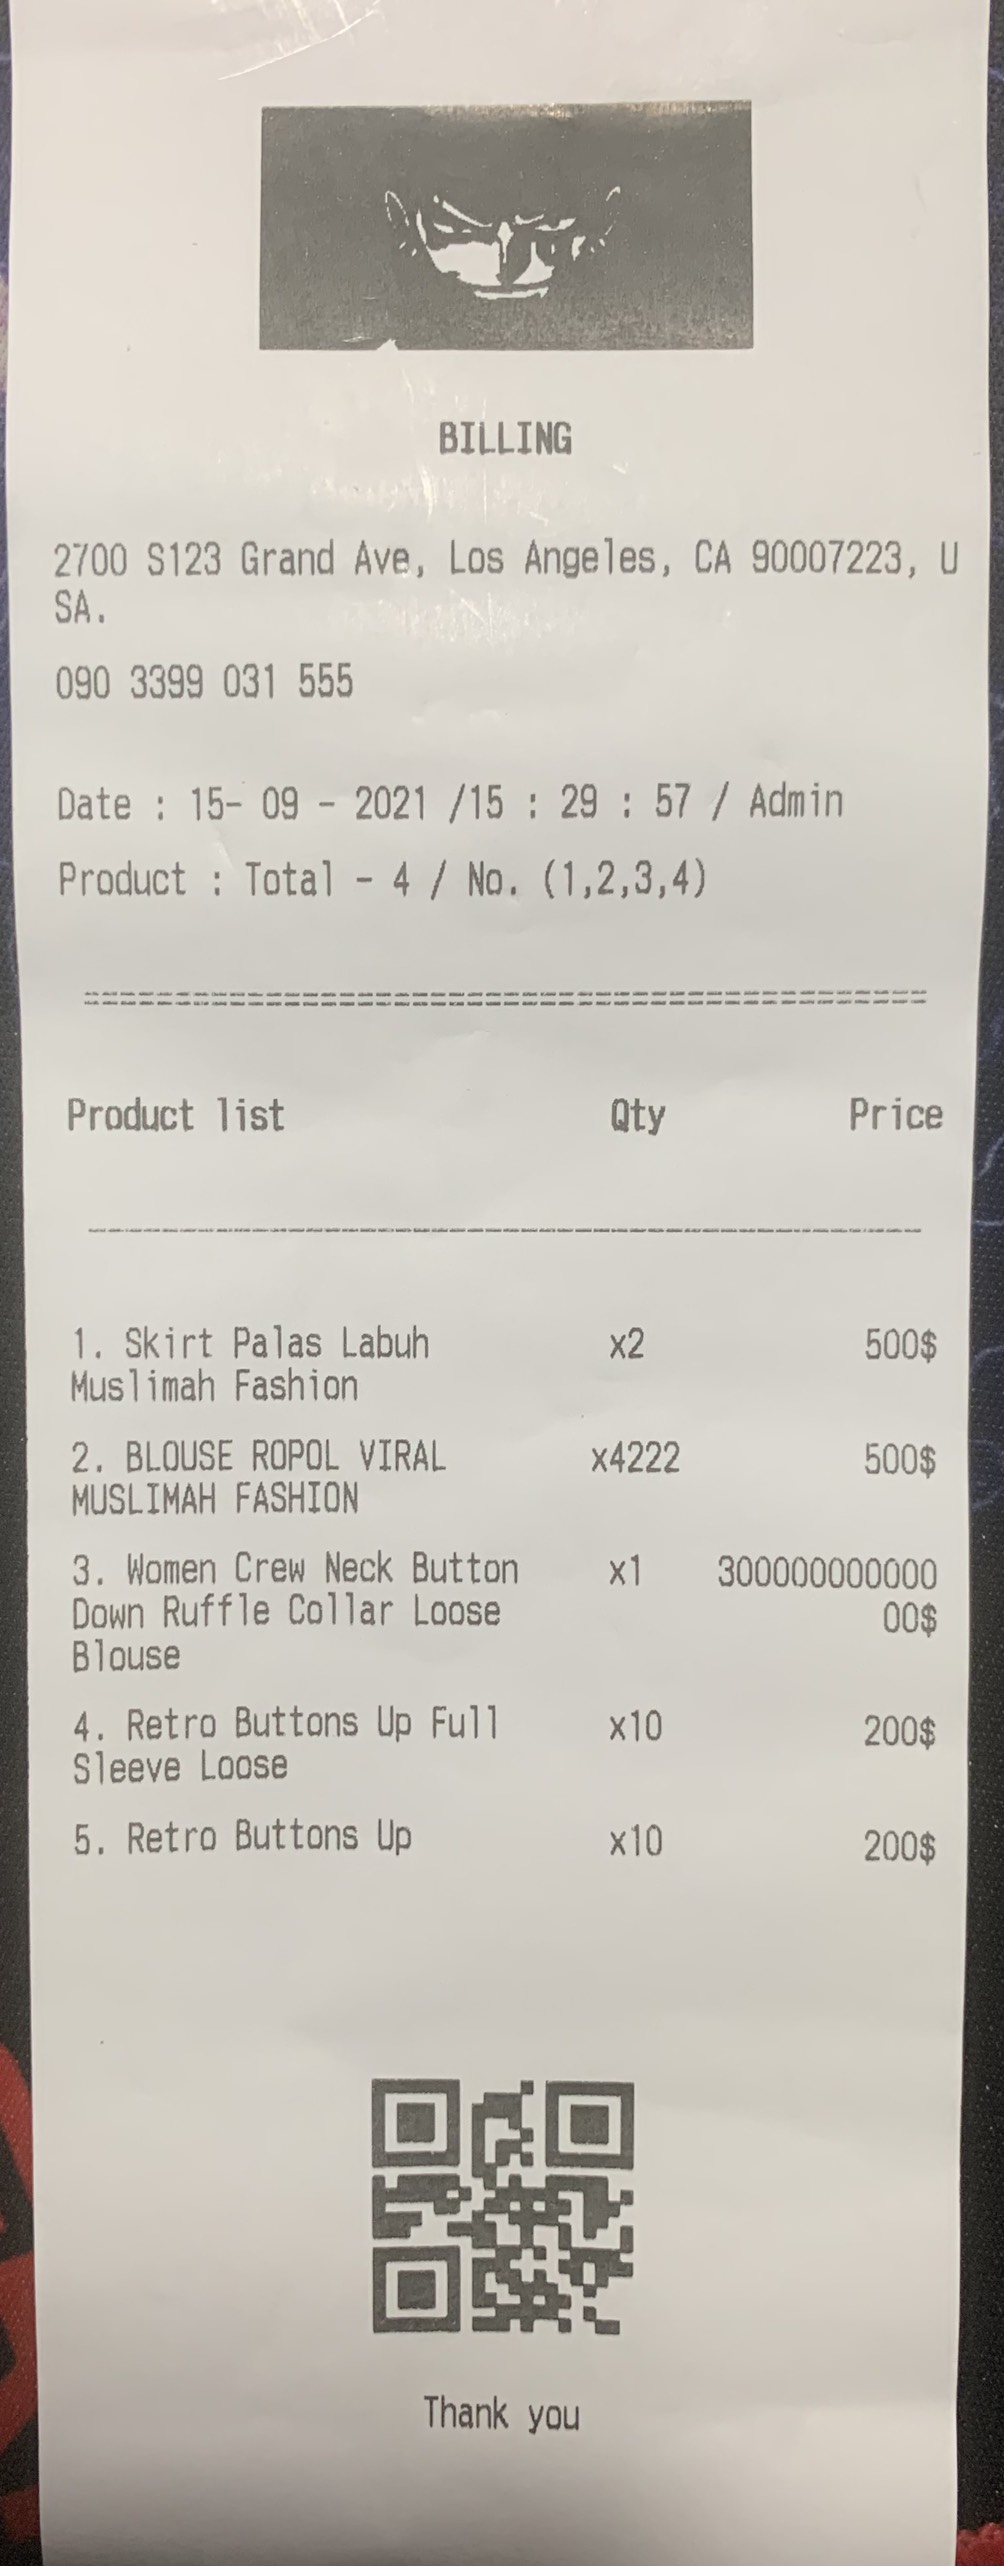 BILLING
2700 S123 Grand Ave, Los Angeles, CA 90007223, U
SA.
090 3399 031 555
Date : 15- 09 - 2021 /15 : 29 : 57 / Admin
Product : Total - 4 / No. (1,2,3,4)
Product list Qty Price
1. Skirt Palas Labuh x2 500$
Muslimah Fashion
2. BLOUSE ROPOL VIRAL x4222 500$
MUSLIMAH FASHION
3. Women Crew Neck Button x1 300000000000
Down Ruffle Collar Loose 00$
Blouse
4. Retro Buttons Up Full x10 200$
Sleeve Loose
5. Retro Buttons Up x10 200$
Thank you